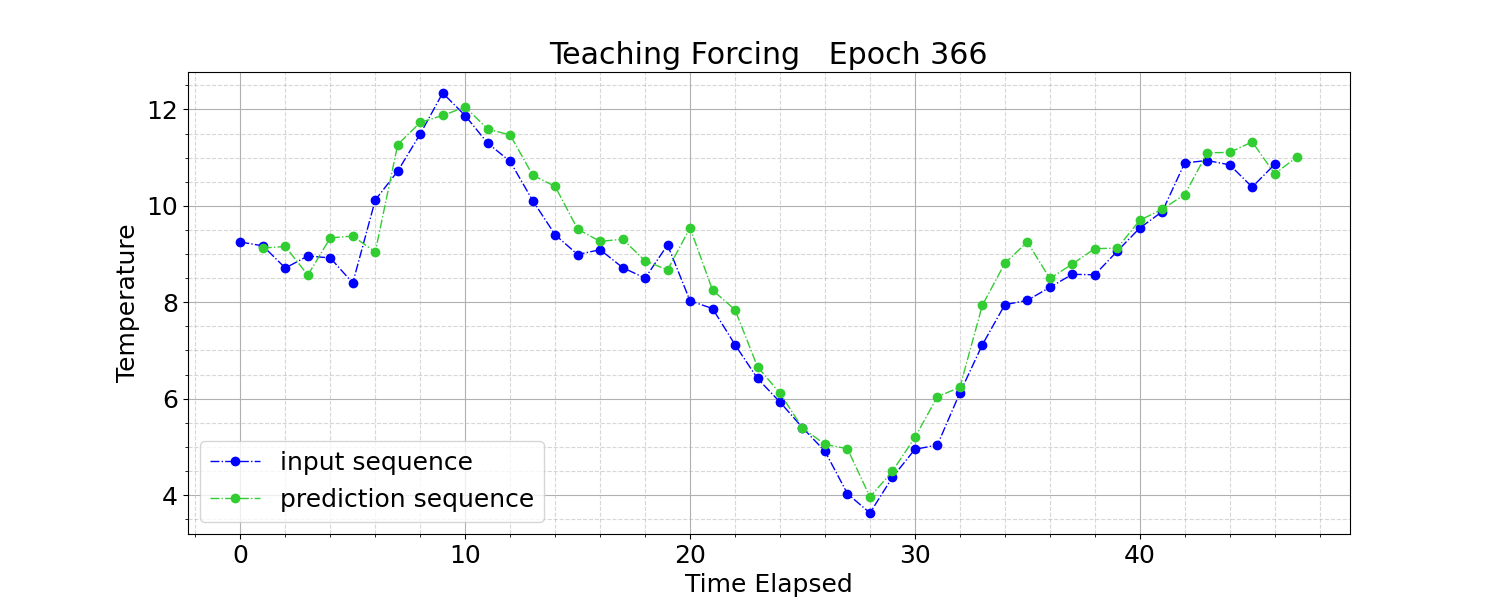 Teaching Forcing   Epoch 366
12
10
8
6
4
Temperature
input sequence
prediction sequence
0 10 20 30 40
Time Elapsed